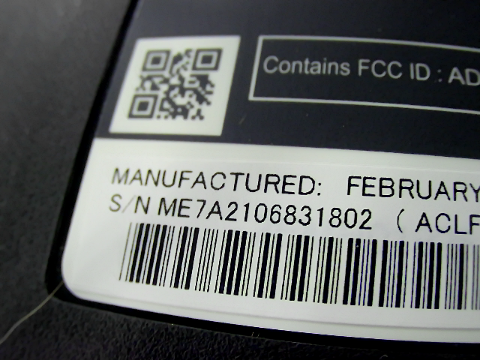 Contains FCC ID : AD
MANUFACTURED: FEBRUARY
S/N ME7A2106831802 ( ACLF